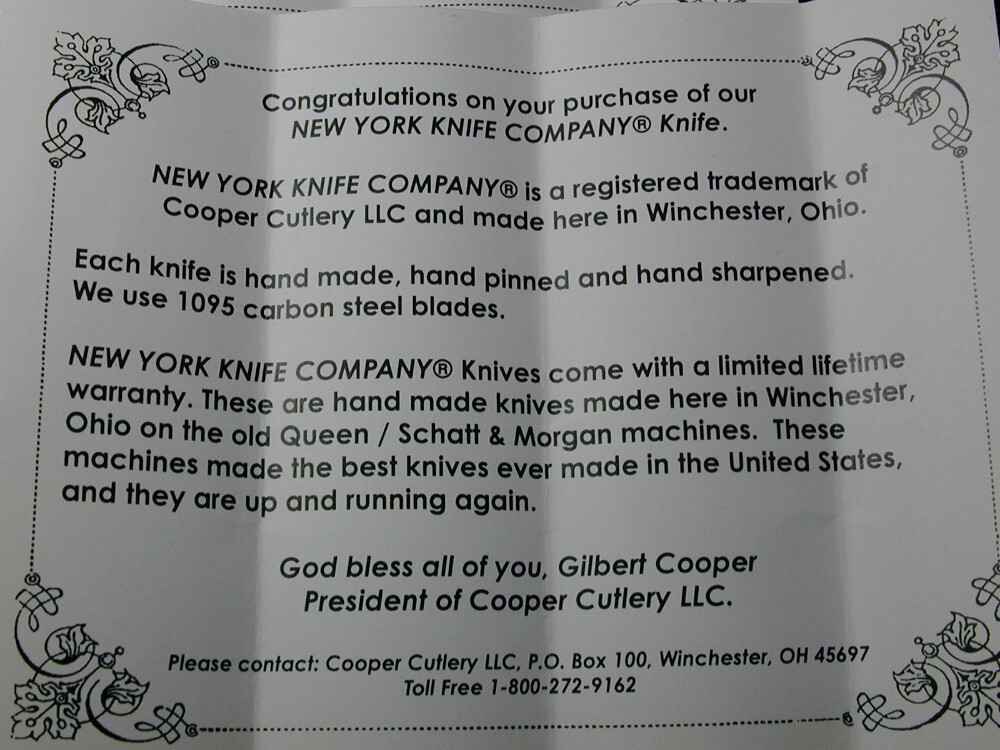 Congratulations on your purchase of our
NEW YORK KNIFE COMPANY® Knife.
NEW YORK KNIFE COMPANY® is a registered trademark of
Cooper Cutlery LLC and made here in Winchester, Ohio.
Each knife is hand made, hand pinned and hand sharpened.
We use 1095 carbon steel blades.
NEW YORK KNIFE COMPANY® Knives come with a limited lifetime
warranty. These are hand made knives made here in Winchester,
Ohio on the old Queen / Schatt & Morgan machines. These
machines made the best knives ever made in the United States,
and they are up and running again.
God bless all of you, Gilbert Cooper
President of Cooper Cutlery LLC.
Please contact: Cooper Cutlery LLC, P.O. Box 100, Winchester, OH 45697
Toll Free 1-800-272-9162